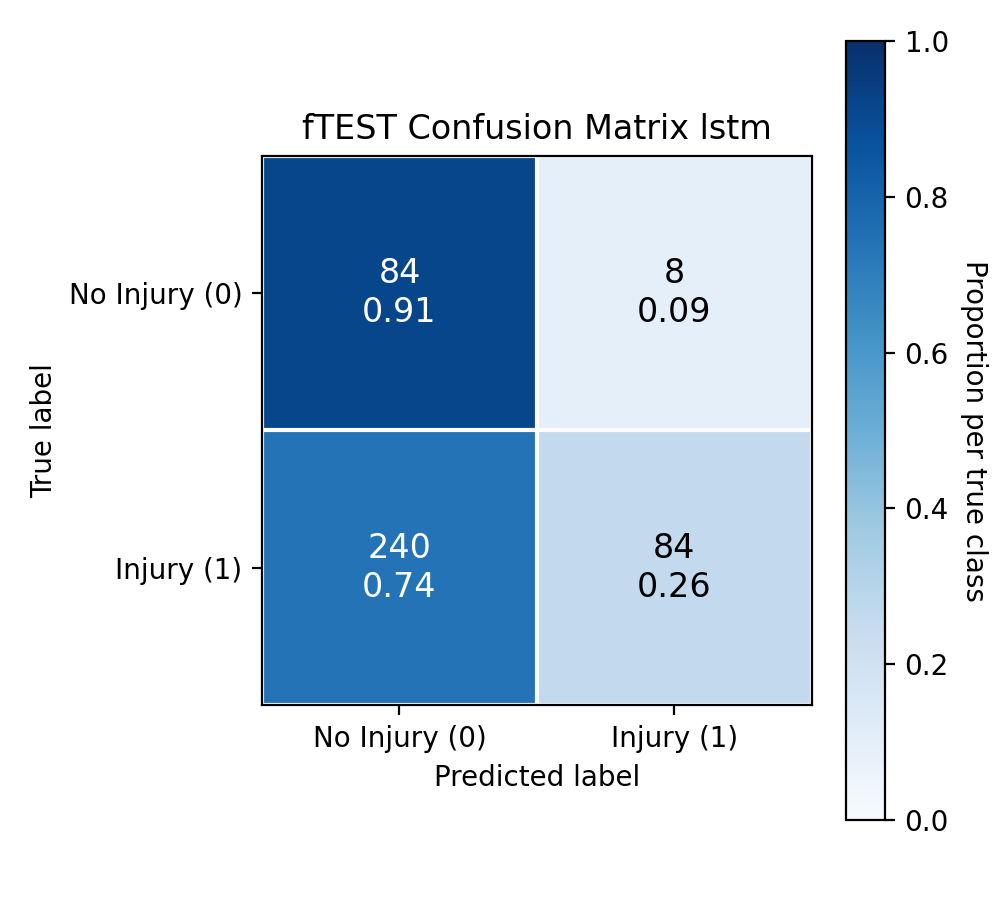 fTEST Confusion Matrix lstm
True label
No Injury (0)
84
0.91
8
0.09
Injury (1)
240
0.74
84
0.26
No Injury (0)
Injury (1)
Predicted label
1.0
0.8
0.6
0.4
0.2
0.0
Proportion per true class